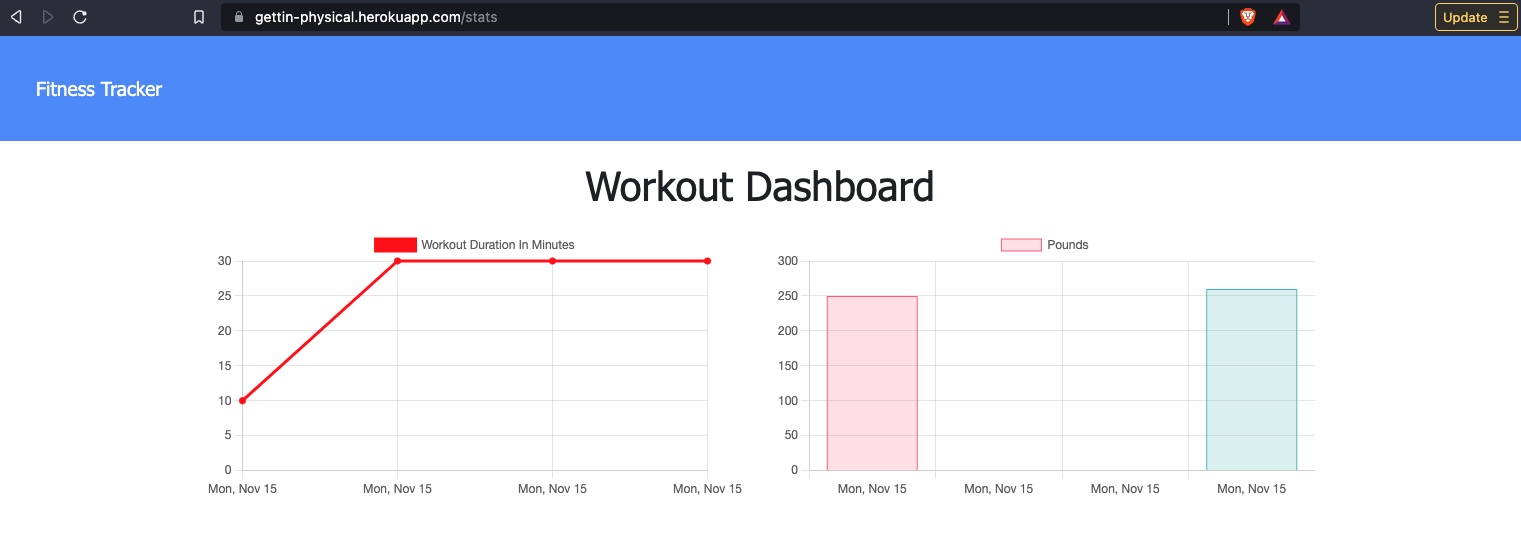 gettin-physical.herokuapp.com/stats
Update
Fitness Tracker
Workout Dashboard
Workout Duration In Minutes
30
25
20
15
10
5
0
Mon, Nov 15 Mon, Nov 15 Mon, Nov 15 Mon, Nov 15
Pounds
300
250
200
150
100
50
0
Mon, Nov 15 Mon, Nov 15 Mon, Nov 15 Mon, Nov 15